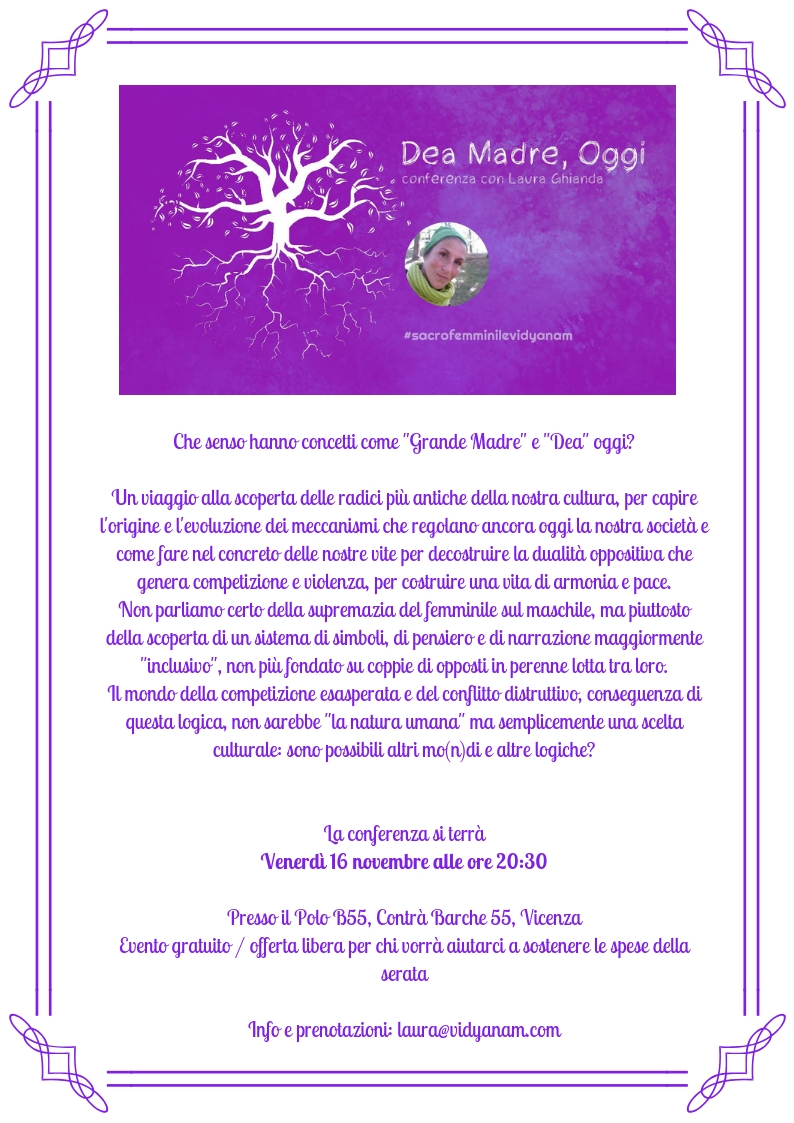 Dea Madre, Oggi
conferenza con Laura Ghianda
#sacrofemminilevidyanam
Che senso hanno concetti come "Grande Madre" e "Dea" oggi?
Un viaggio alla scoperta delle radici più antiche della nostra cultura, per capire
l'origine e l'evoluzione dei meccanismi che regolano ancora oggi la nostra società e
come fare nel concreto delle nostre vite per decostruire la dualità oppositiva che
genera competizione e violenza, per costruire una vita di armonia e pace.
Non parliamo certo della supremazia del femminile sul maschile, ma piuttosto
della scoperta di un sistema di simboli, di pensiero e di narrazione maggiormente
"inclusivo", non più fondato su coppie di opposti in perenne lotta tra loro.
Il mondo della competizione esasperata e del conflitto distruttivo, conseguenza di
questa logica, non sarebbe "la natura umana" ma semplicemente una scelta
culturale: sono possibili altri mo(n)di e altre logiche?
La conferenza si terrà
Venerdì 16 novembre alle ore 20:30
Presso il Polo B55, Contrà Barche 55, Vicenza
Evento gratuito / offerta libera per chi vorrà aiutarci a sostenere le spese della
serata
Info e prenotazioni: laura@vidyanam.com